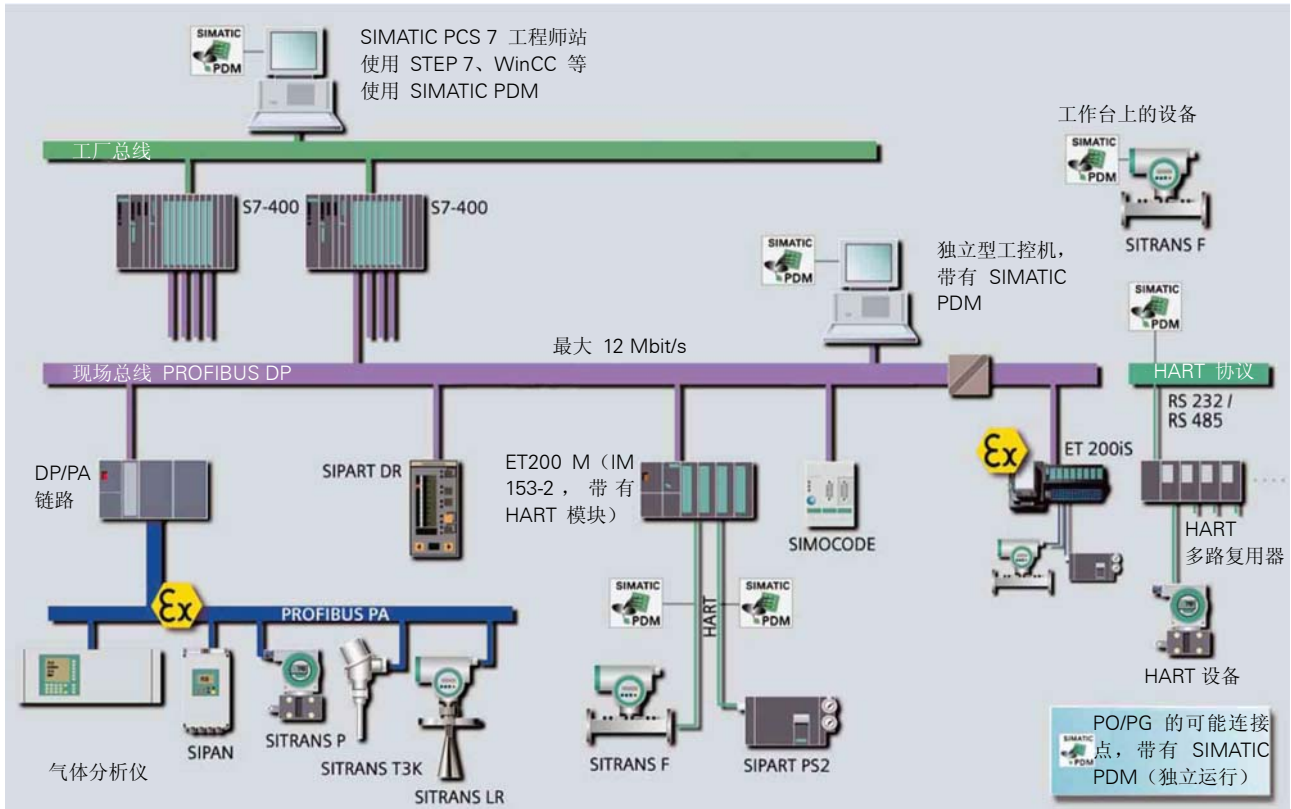 SIMATIC
PDM
SIMATIC PCS 7 工程师站
使用 STEP 7、WinCC 等
使用 SIMATIC PDM
工厂总线
S7-400
S7-400
工作台上的设备
SIMATIC
PDM
SITRANS F
SIMATIC
PDM
独立型工控机，
带有 SIMATIC
PDM
SIMATIC
PDM
最大 12 Mbit/s
现场总线 PROFIBUS DP
HART 协议
RS 232 /
RS 485
DP/PA
链路
SIPART DR
ET200 M（IM
153-2，带有
HART 模块）
SIMOCODE
Ex
ET 200iS
HART
多路复用器
HART 设备
Ex
PROFIBUS PA
气体分析仪
SIPAN
SITRANS P
SITRANS T3K
SITRANS LR
SIMATIC
PDM
HART
SIMATIC
PDM
SITRANS F
SIPART PS2
SIMATIC
PDM
PO/PG 的可能连接
点，带有 SIMATIC
PDM（独立运行）